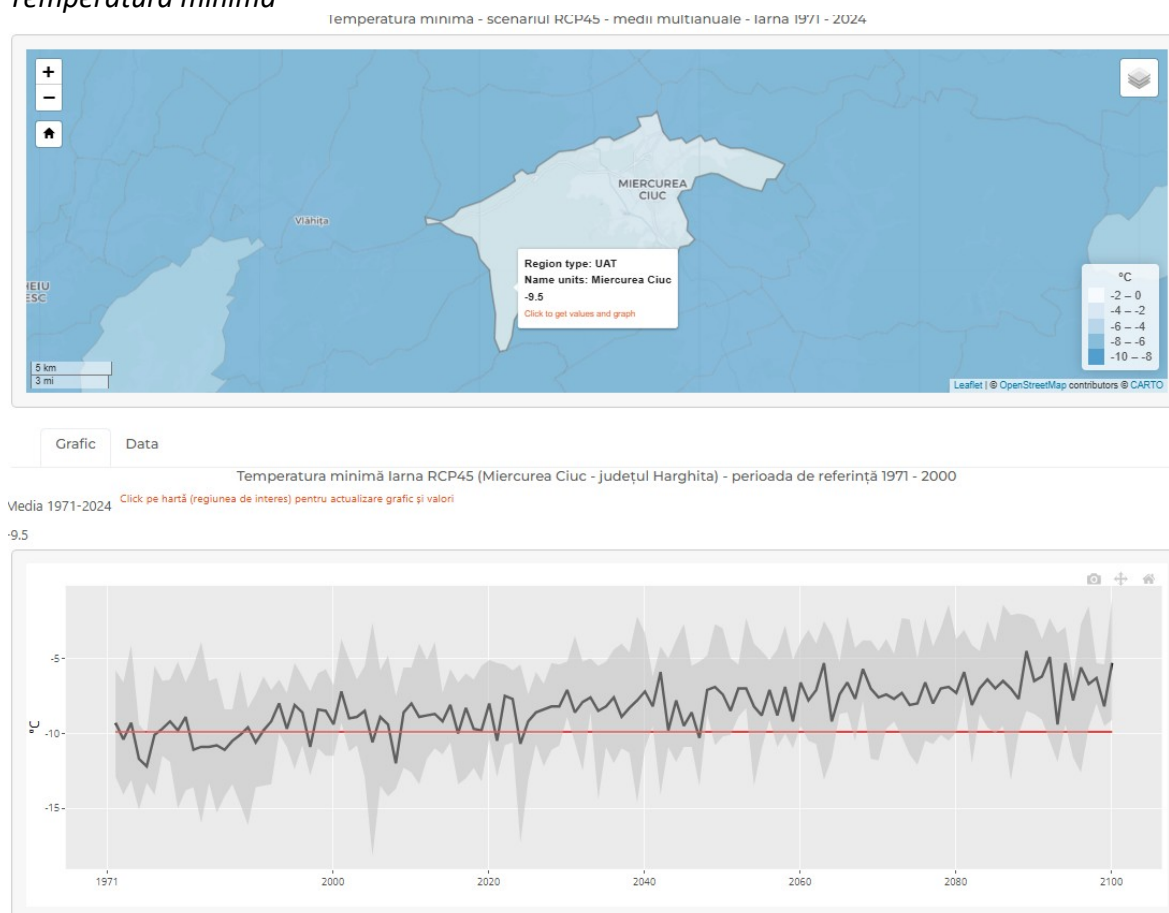 Temperatura minimă
Temperatura minimă - scenariul RCP45 - medii multianuale - Iarna 1971 - 2024
+
−
MIERCUREA
CIUC
Vlăhița
Region type: UAT
Name units: Miercurea Ciuc
-9.5
Click to get values and graph
HEIU
ESC
°C
-2 – 0
-4 – -2
-6 – -4
-8 – -6
-10 – -8
5 km
3 mi
Leaflet | © OpenStreetMap contributors © CARTO
Grafic Data
Temperatura minimă Iarna RCP45 (Miercurea Ciuc - județul Harghita) - perioada de referință 1971 - 2000
Media 1971-2024 Click pe hartă (regiunea de interes) pentru actualizare grafic și valori
-9.5
°C
-5
-10
-15
1971 2000 2020 2040 2060 2080 2100